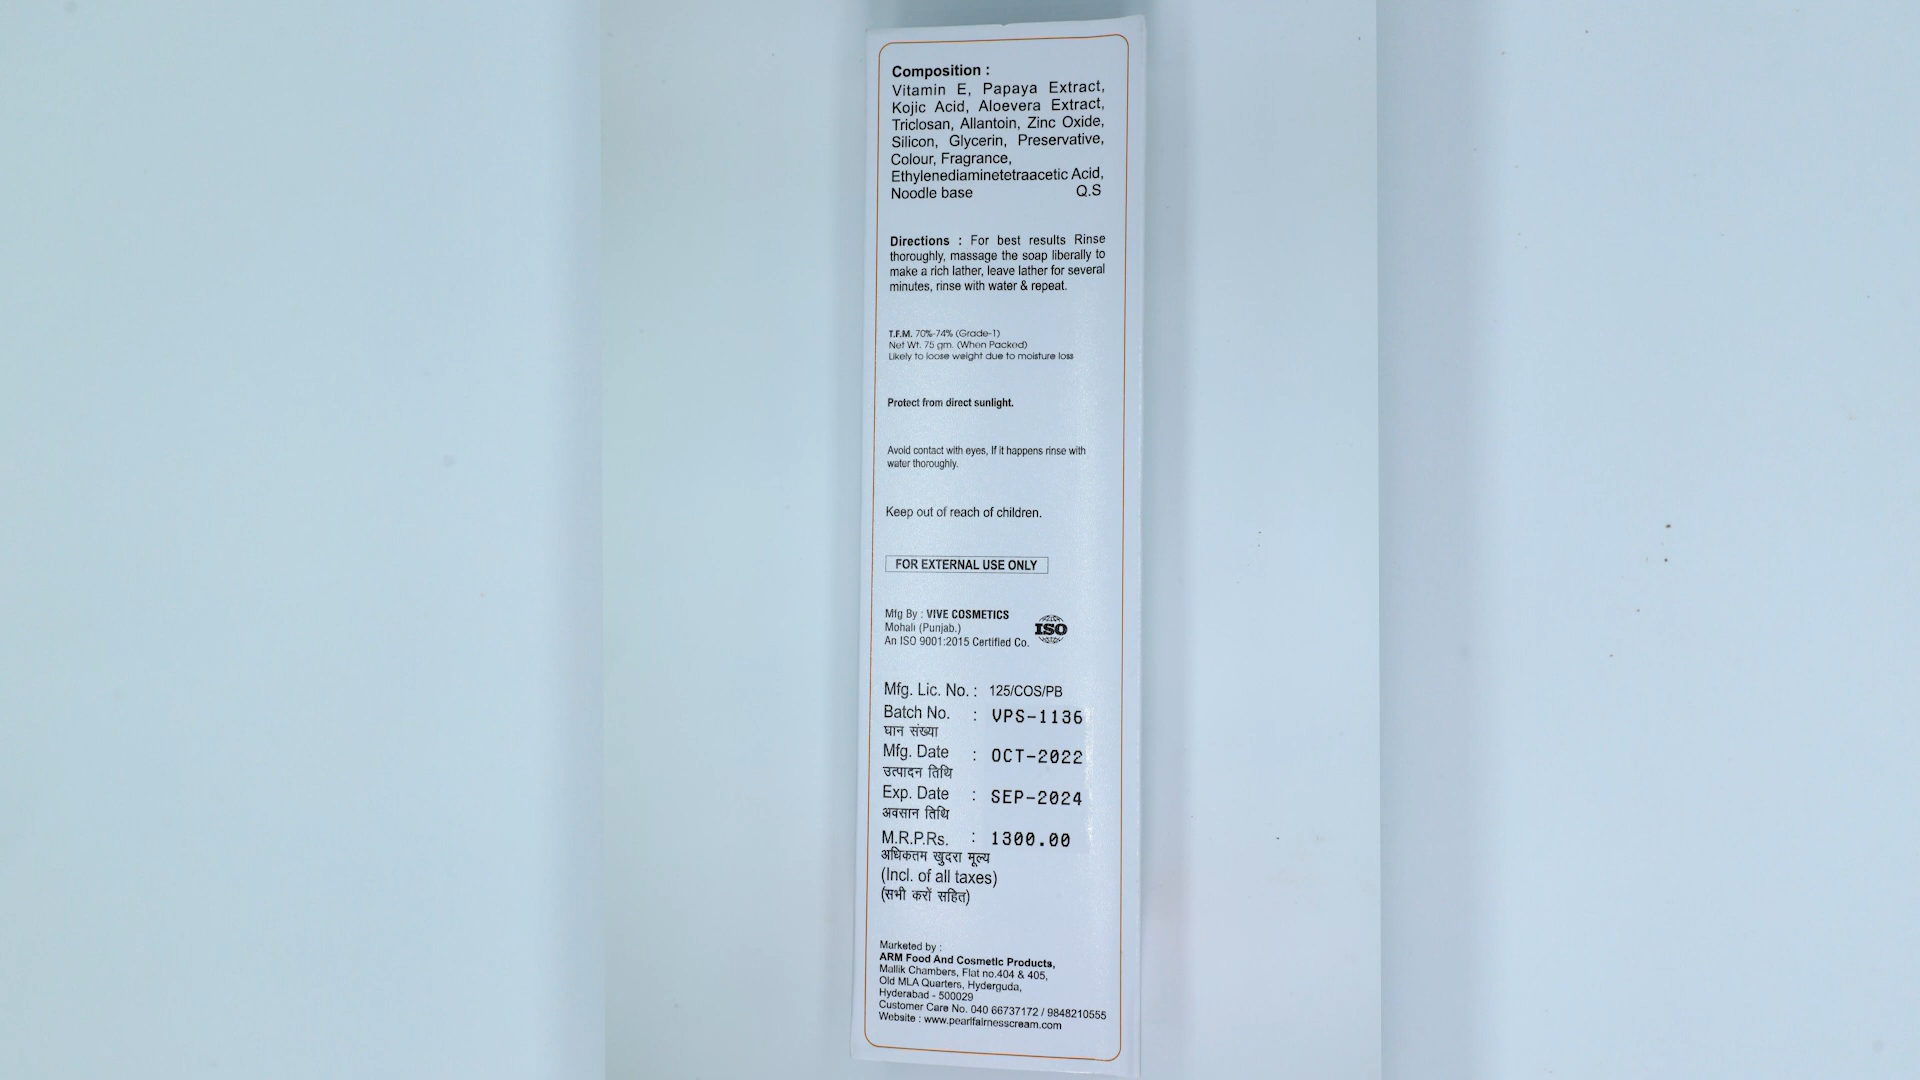 Composition :
Vitamin E, Papaya Extract,
Kojic Acid, Aloevera Extract,
Triclosan, Allantoin, Zinc Oxide,
Silicon, Glycerin, Preservative,
Colour, Fragrance,
Ethylenediaminetetraacetic Acid,
Noodle base Q.S
Directions : For best results Rinse
thoroughly, massage the soap liberally to
make a rich lather, leave lather for several
minutes, rinse with water & repeat.
T.F.M. 70%-74% (Grade-1)
Net Wt. 75 gm. (When Packed)
Likely to loose weight due to moisture loss
Protect from direct sunlight.
Avoid contact with eyes, If it happens rinse with
water thoroughly.
Keep out of reach of children.
FOR EXTERNAL USE ONLY
Mfg By : VIVE COSMETICS
Mohali (Punjab.)
An ISO 9001:2015 Certified Co.
ISO
Mfg. Lic. No. : 125/COS/PB
Batch No. : VPS-1136
घान संख्या
Mfg. Date : OCT-2022
उत्पादन तिथि
Exp. Date : SEP-2024
अवसान तिथि
M.R.P.Rs. : 1300.00
अधिकतम खुदरा मूल्य
(Incl. of all taxes)
(सभी करों सहित)
Marketed by :
ARM Food And Cosmetic Products,
Mallik Chambers, Flat no.404 & 405,
Old MLA Quarters, Hyderguda,
Hyderabad - 500029
Customer Care No. 040 66737172 / 9848210555
Website : www.pearlfairnesscream.com